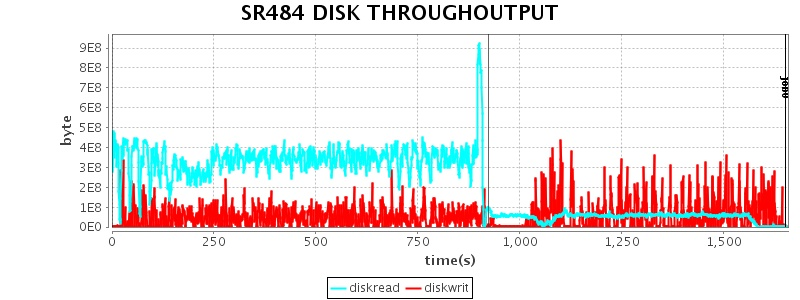 SR484 DISK THROUGHOUTPUT
byte
9E8
8E8
7E8
6E8
5E8
4E8
3E8
2E8
1E8
0E0
0 250 500 750 1,000 1,250 1,500
time(s)
diskread diskwrit